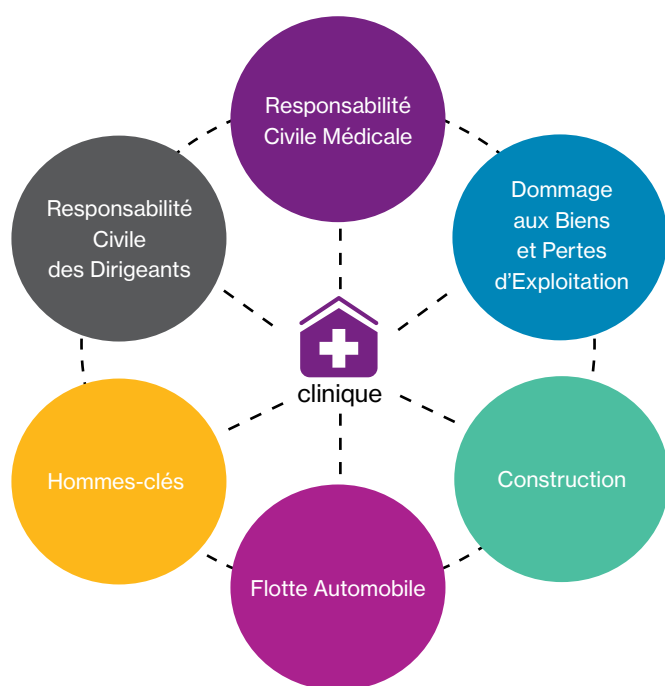 Responsabilité
Civile Médicale
Dommage
aux Biens
et Pertes
d’Exploitation
Responsabilité
Civile
des Dirigeants
clinique
Hommes-clés
Construction
Flotte Automobile